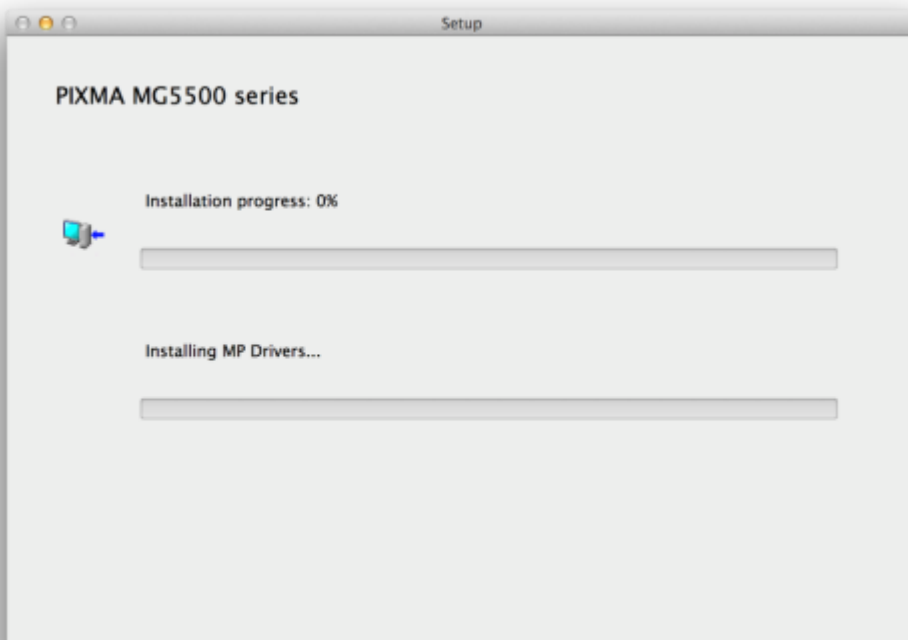 Setup
PIXMA MG5500 series
Installation progress: 0%
Installing MP Drivers...